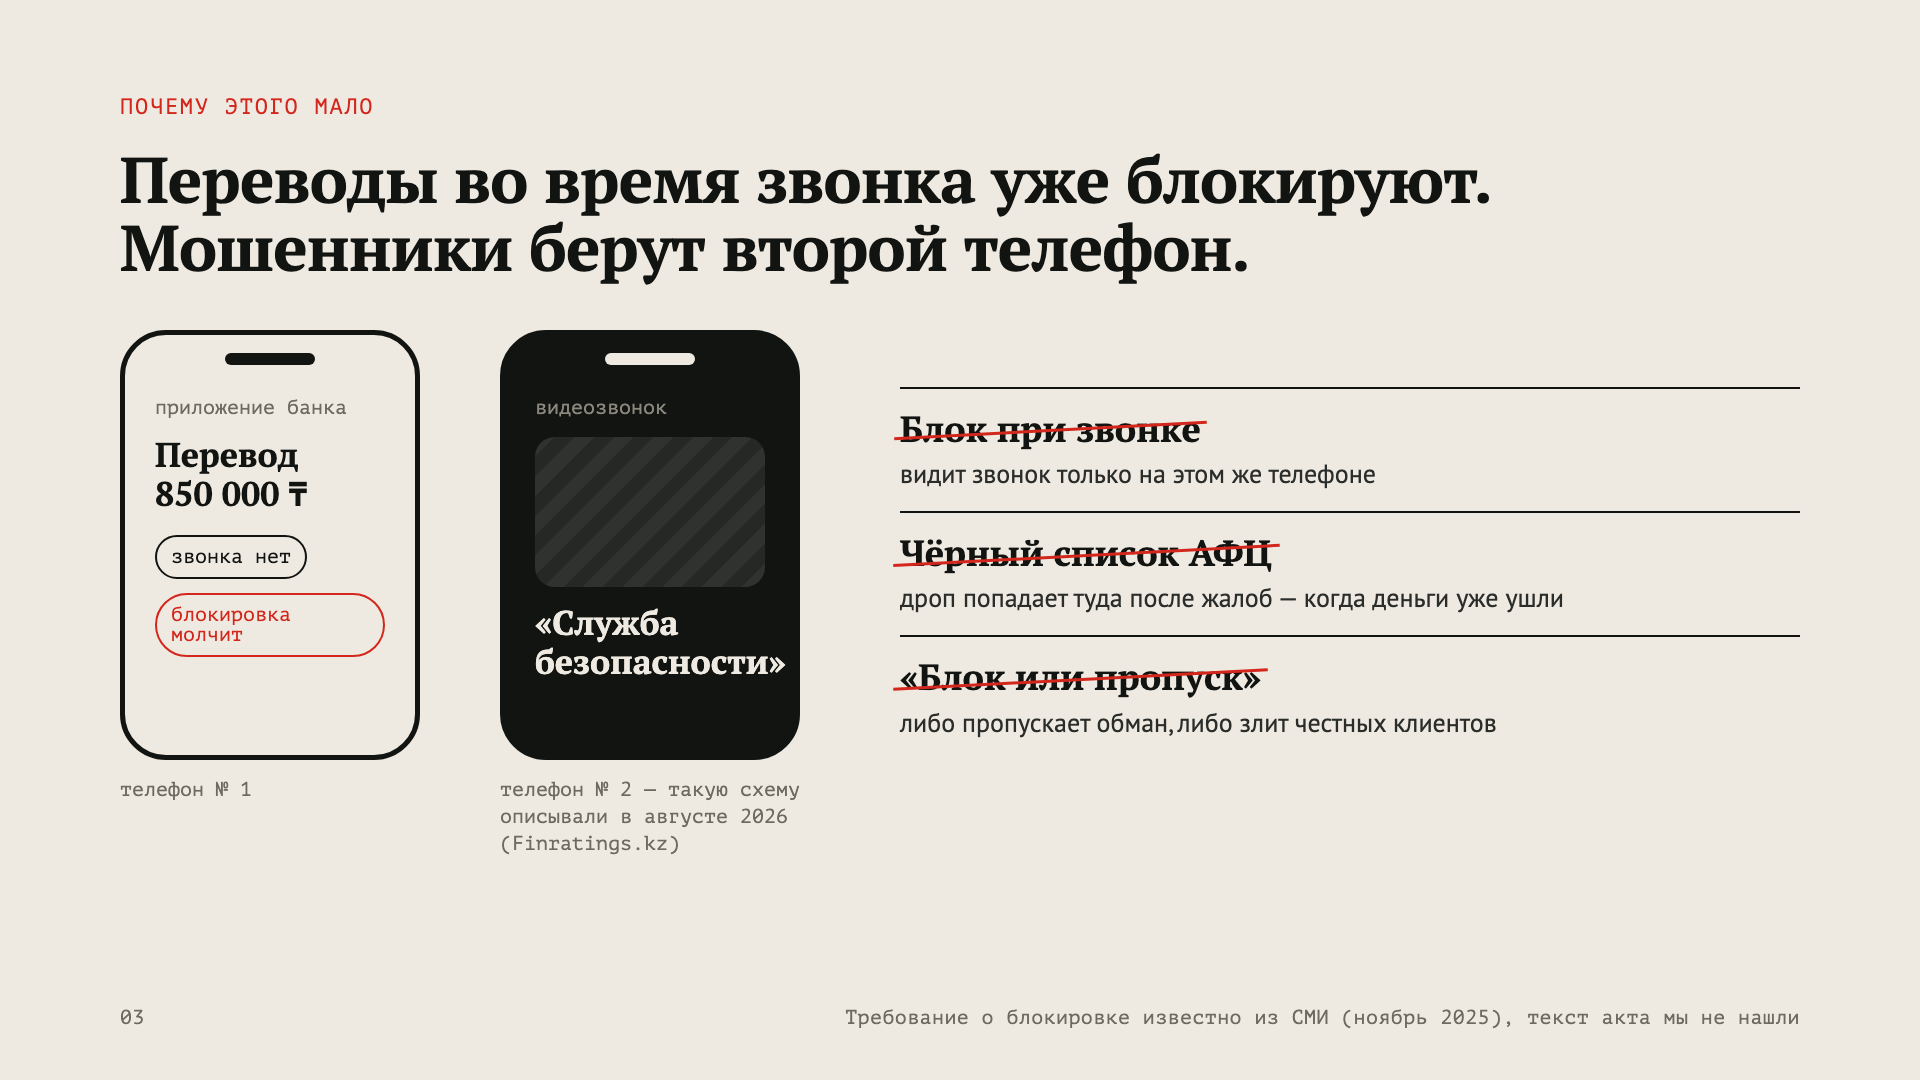 ПОЧЕМУ ЭТОГО МАЛО
Переводы во время звонка уже блокируют.
Мошенники берут второй телефон.
приложение банка
Перевод
850 000 ₸
звонка нет
блокировка
молчит
телефон № 1
видеозвонок
«Служба
безопасности»
телефон № 2 — такую схему
описывали в августе 2026
(Finratings.kz)
Блок при звонке
видит звонок только на этом же телефоне
Чёрный список АФЦ
дроп попадает туда после жалоб — когда деньги уже ушли
«Блок или пропуск»
либо пропускает обман, либо злит честных клиентов
03
Требование о блокировке известно из СМИ (ноябрь 2025), текст акта мы не нашли